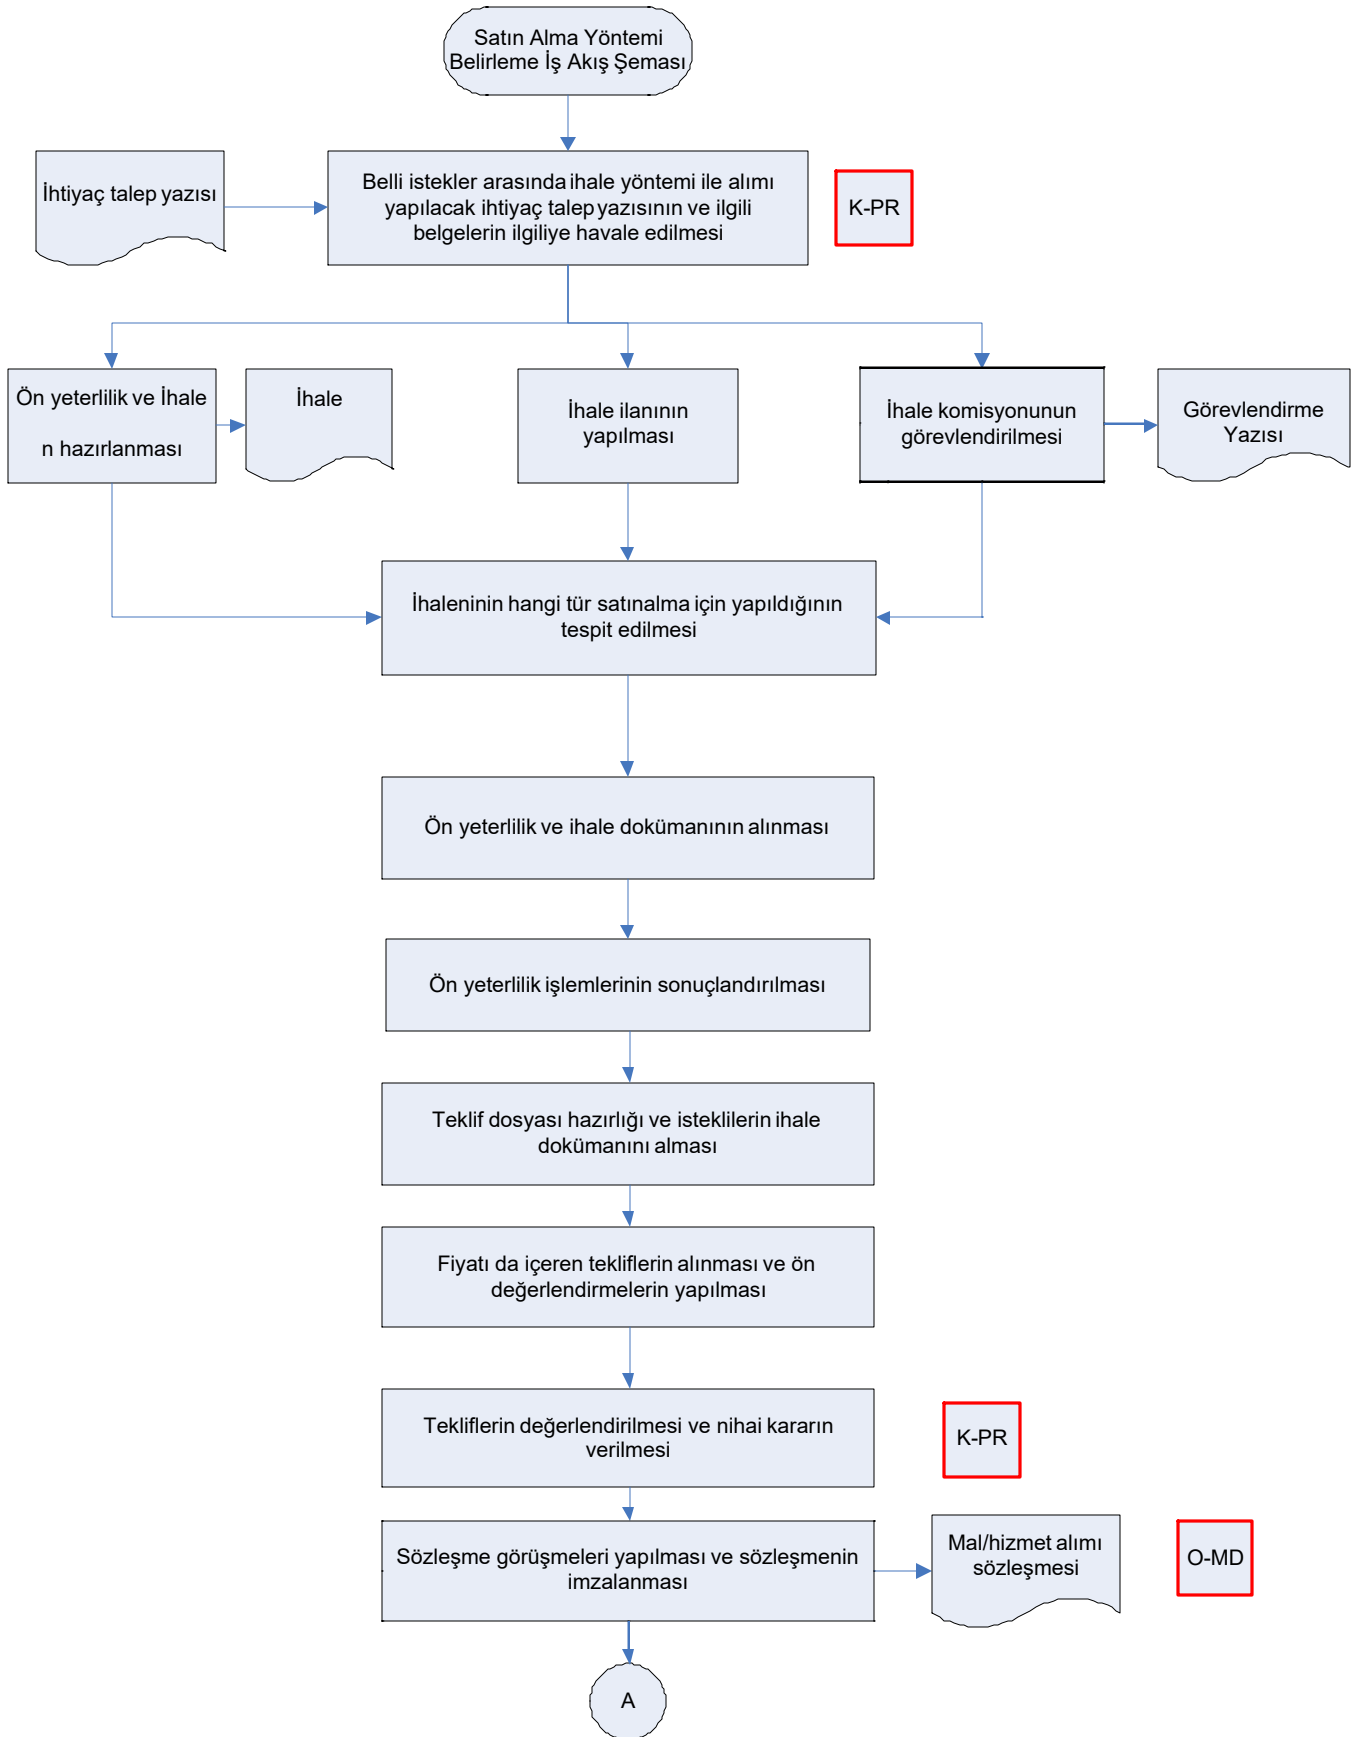 Satın Alma Yöntemi
Belirleme İş Akış Şeması
İhtiyaç talep yazısı
Belli istekler arasında ihale yöntemi ile alımı
yapılacak ihtiyaç talep yazısının ve ilgili
belgelerin ilgiliye havale edilmesi
K-PR
Ön yeterlilik ve İhale
n hazırlanması
İhale
İhale ilanının
yapılması
İhale komisyonunun
görevlendirilmesi
Görevlendirme
Yazısı
İhaleninin hangi tür satınalma için yapıldığının
tespit edilmesi
Ön yeterlilik ve ihale dokümanının alınması
Ön yeterlilik işlemlerinin sonuçlandırılması
Teklif dosyası hazırlığı ve isteklilerin ihale
dokümanını alması
Fiyatı da içeren tekliflerin alınması ve ön
değerlendirmelerin yapılması
Tekliflerin değerlendirilmesi ve nihai kararın
verilmesi
K-PR
Sözleşme görüşmeleri yapılması ve sözleşmenin
imzalanması
Mal/hizmet alımı
sözleşmesi
O-MD
A